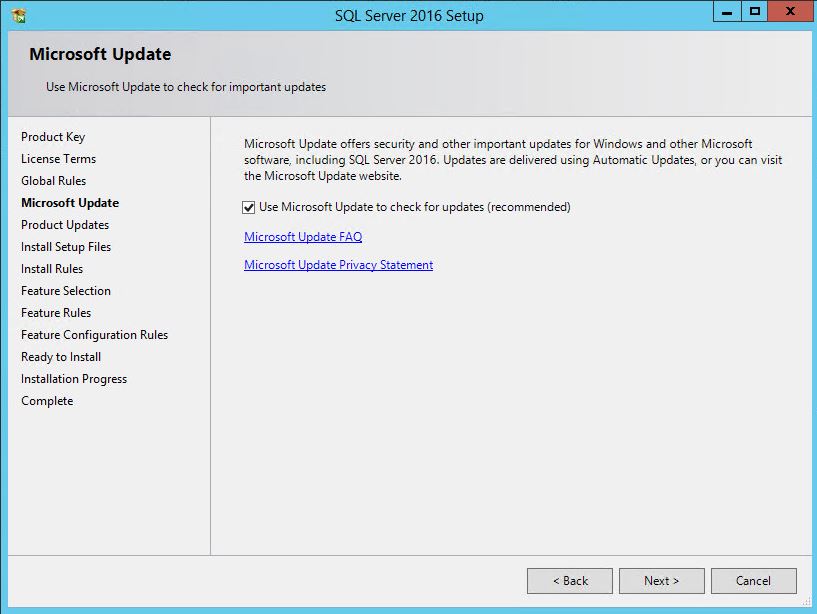 SQL Server 2016 Setup
Microsoft Update
Use Microsoft Update to check for important updates
Product Key
License Terms
Global Rules
Microsoft Update
Product Updates
Install Setup Files
Install Rules
Feature Selection
Feature Rules
Feature Configuration Rules
Ready to Install
Installation Progress
Complete
Microsoft Update offers security and other important updates for Windows and other Microsoft
software, including SQL Server 2016. Updates are delivered using Automatic Updates, or you can visit
the Microsoft Update website.
Use Microsoft Update to check for updates (recommended)
Microsoft Update FAQ
Microsoft Update Privacy Statement
< Back
Next >
Cancel